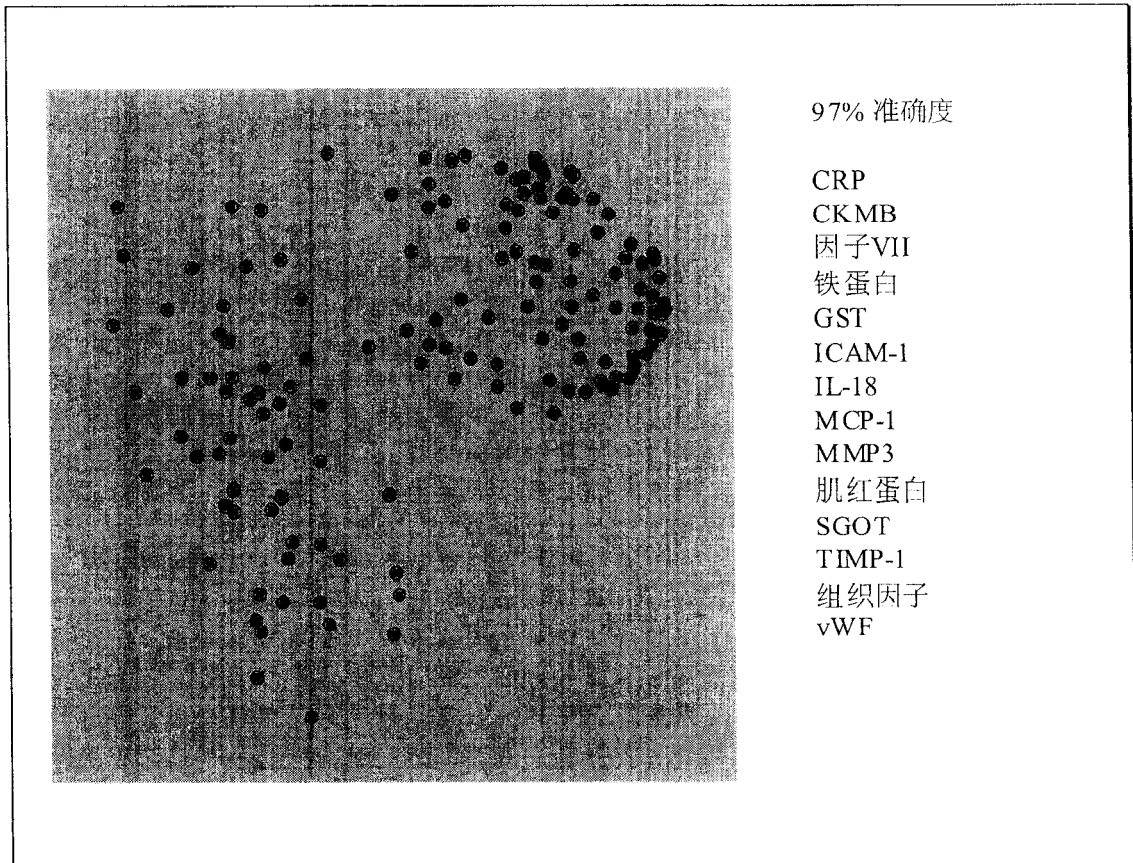 97% 准确度
CRP
CKMB
因子VII
铁蛋白
GST
ICAM-1
IL-18
MCP-1
MMP3
肌红蛋白
SGOT
TIMP-1
组织因子
vWF